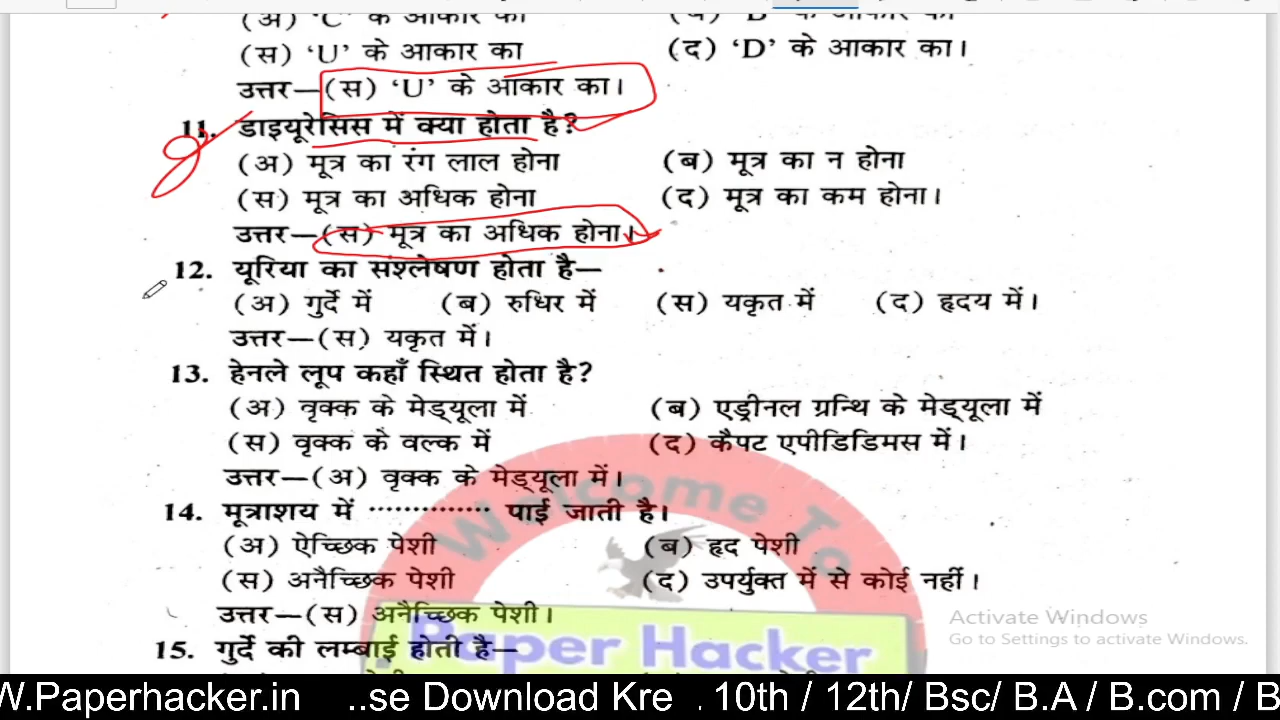 (अ) 'C' के आकार का
(स) 'U' के आकार का (द) 'D' के आकार का।
उत्तर—(स) 'U' के आकार का।
11. डाइयूरेसिस में क्या होता है?
(अ) मूत्र का रंग लाल होना (ब) मूत्र का न होना
(स) मूत्र का अधिक होना (द) मूत्र का कम होना।
उत्तर—(स) मूत्र का अधिक होना।
12. यूरिया का संश्लेषण होता है—
(अ) गुर्दे में (ब) रुधिर में (स) यकृत में (द) हृदय में।
उत्तर—(स) यकृत में।
13. हेनले लूप कहाँ स्थित होता है?
(अ) वृक्क के मेड्यूला में (ब) एड्रीनल ग्रन्थि के मेड्यूला में
(स) वृक्क के वल्क में (द) कैपट एपीडिडिमस में।
उत्तर—(अ) वृक्क के मेड्यूला में।
14. मूत्राशय में ·············· पाई जाती है।
(अ) ऐच्छिक पेशी (ब) हृद पेशी
(स) अनैच्छिक पेशी (द) उपर्युक्त में से कोई नहीं।
उत्तर—(स) अनैच्छिक पेशी।
15. गुर्दे की लम्बाई होती है—
Welcome To
Paper Hacker
Activate Windows
Go to Settings to activate Windows.
W.Paperhacker.in ..se Download Kre . 10th / 12th/ Bsc/ B.A / B.com / B